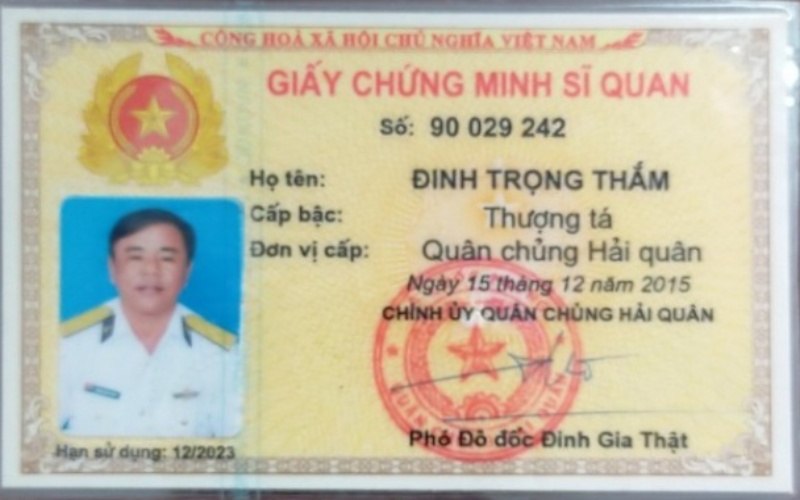 CỘNG HOÀ XÃ HỘI CHỦ NGHĨA VIỆT NAM
GIẤY CHỨNG MINH SĨ QUAN
Số: 90 029 242
Họ tên: ĐINH TRỌNG THẮM
Cấp bậc: Thượng tá
Đơn vị cấp: Quân chủng Hải quân
Ngày 15 tháng 12 năm 2015
CHÍNH ỦY QUÂN CHỦNG HẢI QUÂN
Phó Đô đốc Đinh Gia Thật
Hạn sử dụng: 12/2023